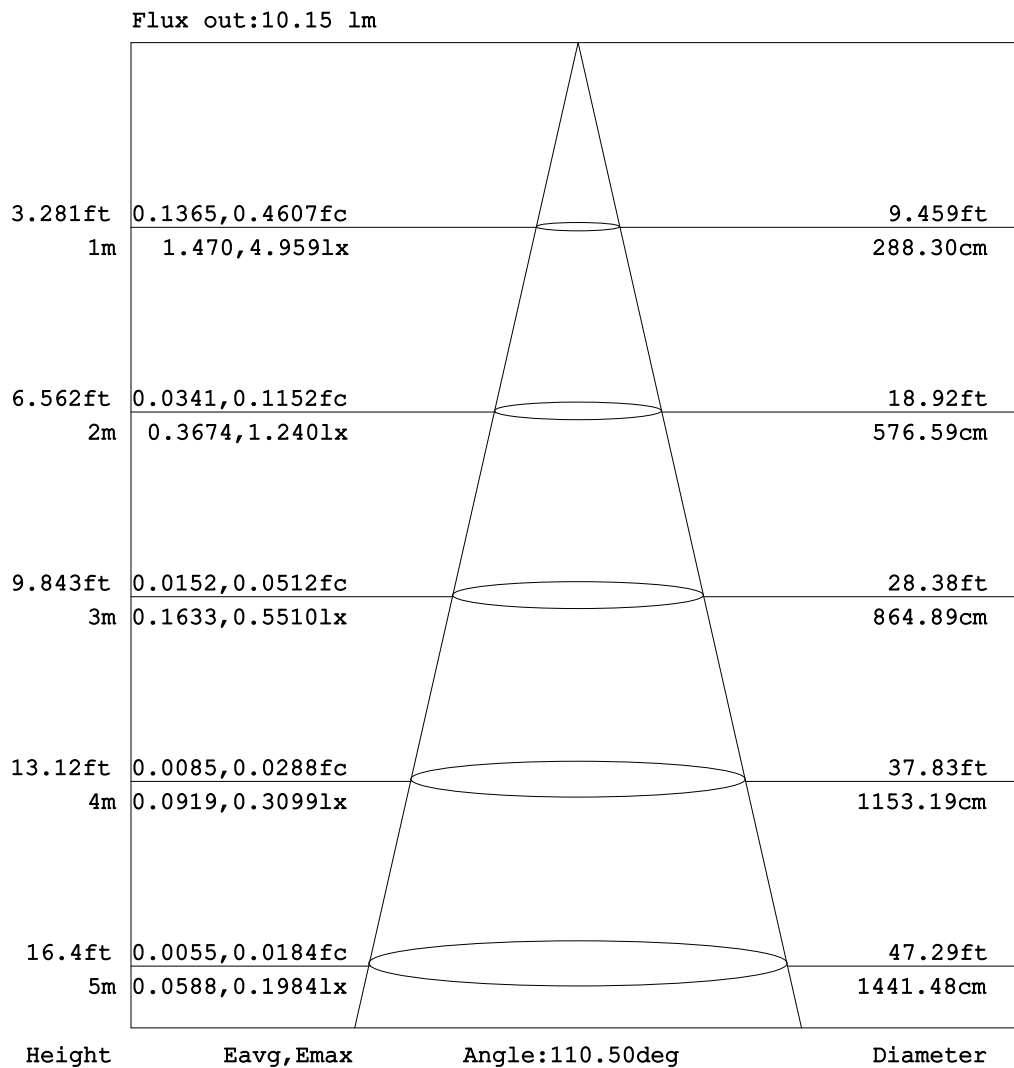 Flux out:10.15 lm
3.281ft 0.1365,0.4607fc 9.459ft
1m 1.470,4.959lx 288.30cm
6.562ft 0.0341,0.1152fc 18.92ft
2m 0.3674,1.240lx 576.59cm
9.843ft 0.0152,0.0512fc 28.38ft
3m 0.1633,0.5510lx 864.89cm
13.12ft 0.0085,0.0288fc 37.83ft
4m 0.0919,0.3099lx 1153.19cm
16.4ft 0.0055,0.0184fc 47.29ft
5m 0.0588,0.1984lx 1441.48cm
Height Eavg,Emax Angle:110.50deg Diameter